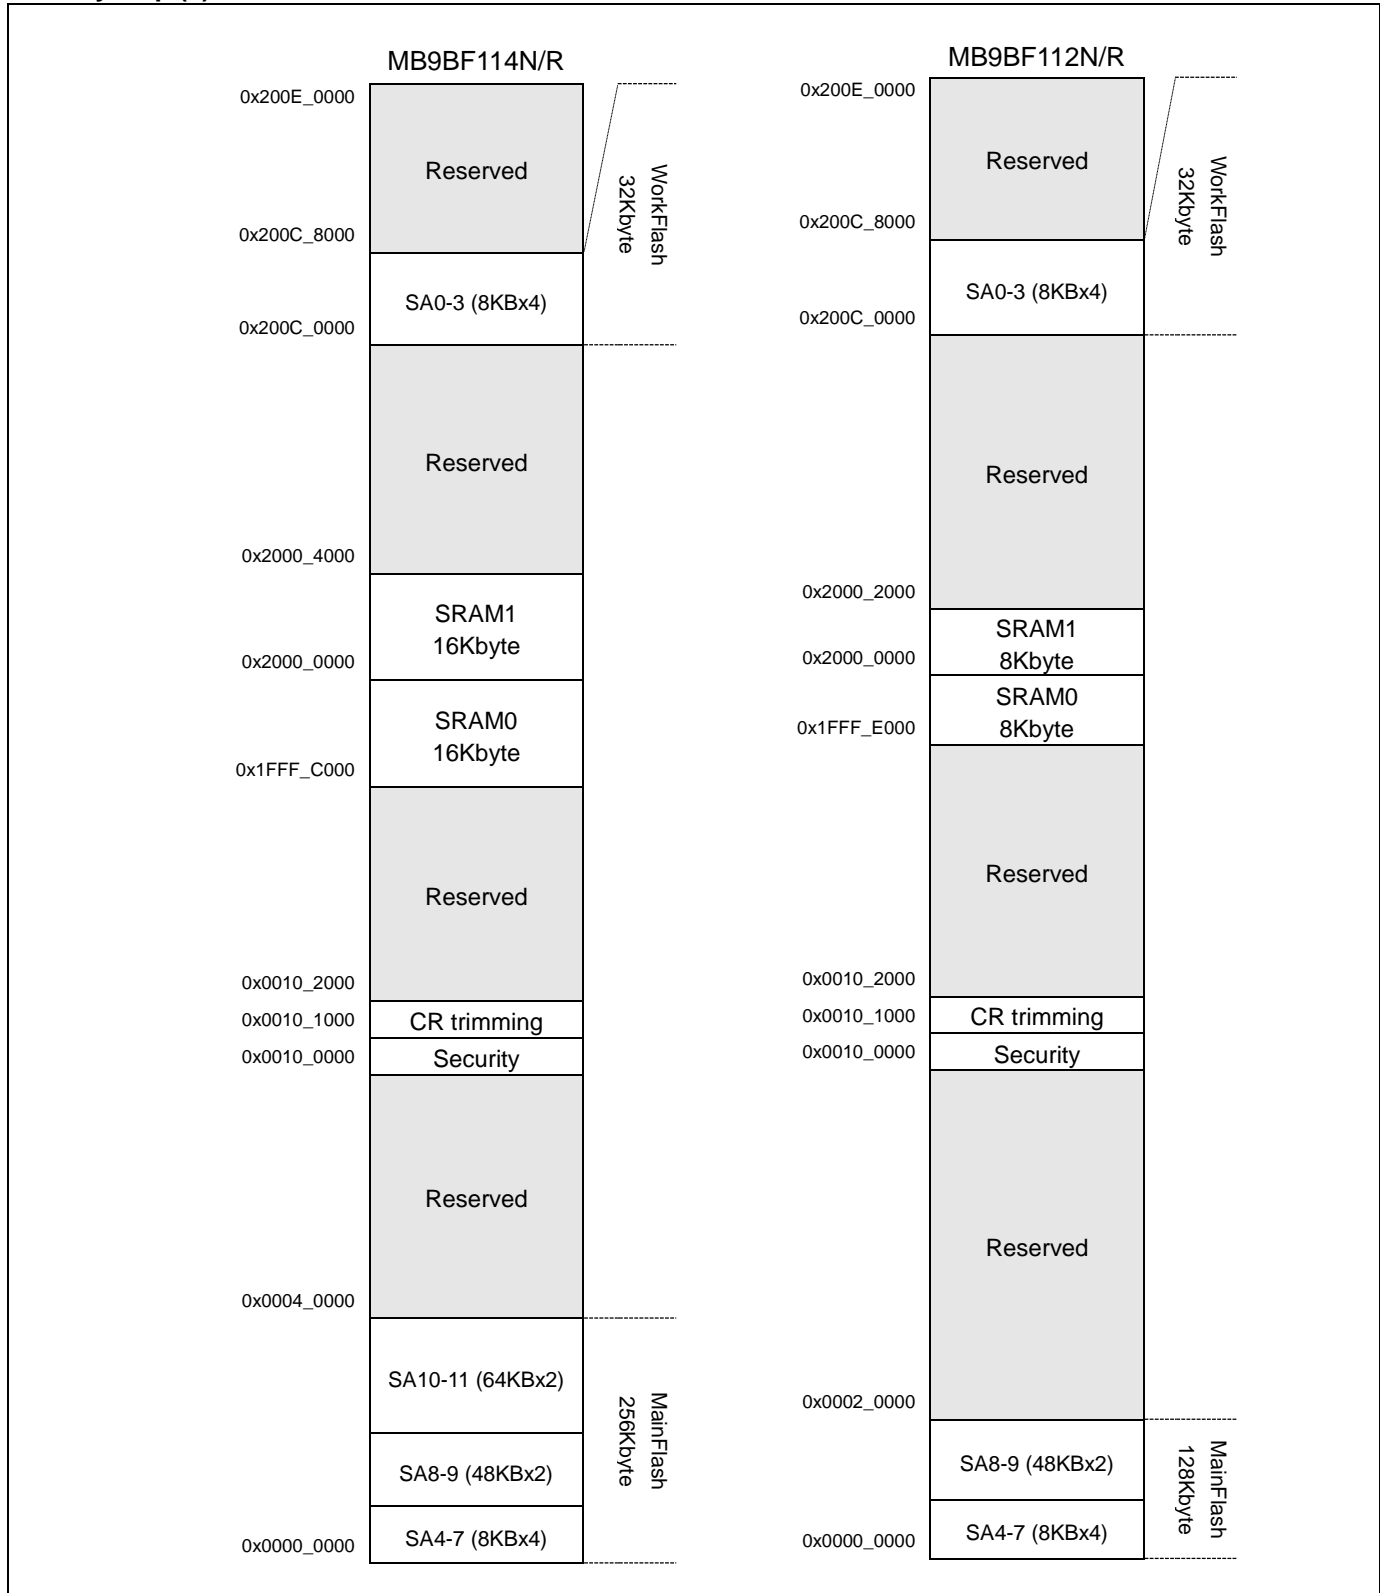 MB9BF114N/R
0x200E_0000
Reserved
WorkFlash
32Kbyte
0x200C_8000
SA0-3 (8KBx4)
0x200C_0000
Reserved
0x2000_4000
SRAM1
16Kbyte
0x2000_0000
SRAM0
16Kbyte
0x1FFF_C000
Reserved
0x0010_2000
CR trimming
0x0010_1000
Security
0x0010_0000
Reserved
0x0004_0000
SA10-11 (64KBx2)
MainFlash
256Kbyte
SA8-9 (48KBx2)
SA4-7 (8KBx4)
0x0000_0000
MB9BF112N/R
0x200E_0000
Reserved
WorkFlash
32Kbyte
0x200C_8000
SA0-3 (8KBx4)
0x200C_0000
Reserved
0x2000_2000
SRAM1
8Kbyte
0x2000_0000
SRAM0
8Kbyte
0x1FFF_E000
Reserved
0x0010_2000
CR trimming
0x0010_1000
Security
0x0010_0000
Reserved
0x0002_0000
SA8-9 (48KBx2)
MainFlash
128Kbyte
SA4-7 (8KBx4)
0x0000_0000